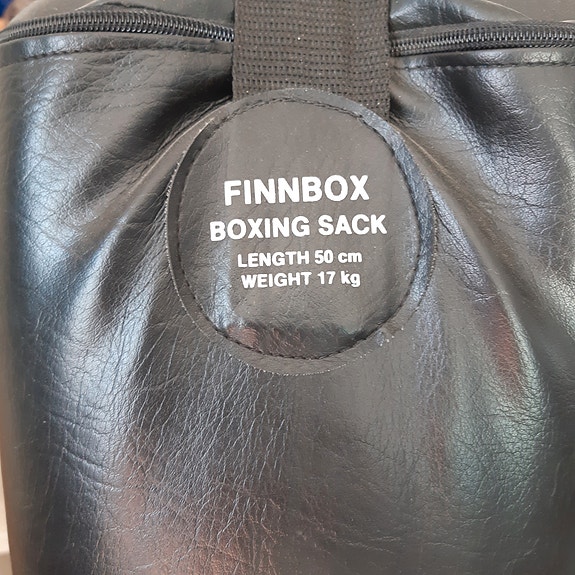 FINNBOX
BOXING SACK
LENGTH 50 cm
WEIGHT 17 kg